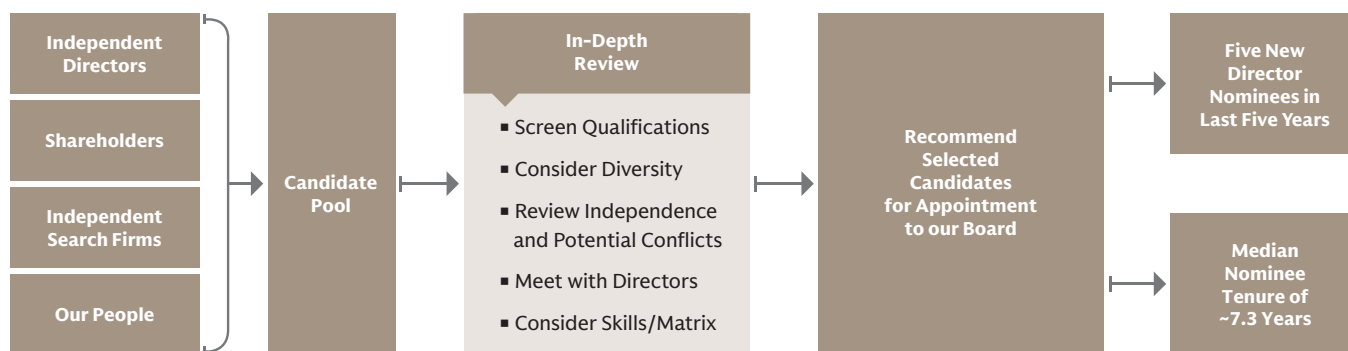 Independent
Directors
Shareholders
Independent
Search Firms
Our People
Candidate
Pool
In-Depth
Review
▪ Screen Qualifications
▪ Consider Diversity
▪ Review Independence
and Potential Conflicts
▪ Meet with Directors
▪ Consider Skills/Matrix
Recommend
Selected
Candidates
for Appointment
to our Board
Five New
Director
Nominees in
Last Five Years
Median
Nominee
Tenure of
~7.3 Years